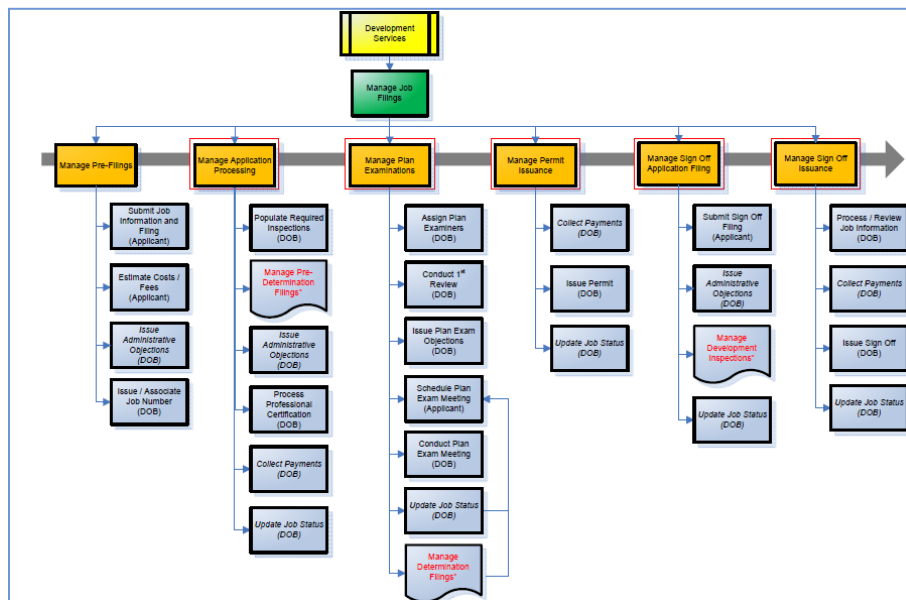 Development
Services
Manage Job
Filings
Manage Pre-Filings
Manage Application
Processing
Manage Plan
Examinations
Manage Permit
Issuance
Manage Sign Off
Application Filing
Manage Sign Off
Issuance
Submit Job
Information and
Filing
(Applicant)
Estimate Costs /
Fees
(Applicant)
Issue
Administrative
Objections
(DOB)
Issue / Associate
Job Number
(DOB)
Populate Required
Inspections
(DOB)
Manage Pre-
Determination
Filings*
Issue
Administrative
Objections
(DOB)
Process
Professional
Certification
(DOB)
Collect Payments
(DOB)
Update Job Status
(DOB)
Assign Plan
Examiners
(DOB)
Conduct 1st
Review
(DOB)
Issue Plan Exam
Objections
(DOB)
Schedule Plan
Exam Meeting
(Applicant)
Conduct Plan
Exam Meeting
(DOB)
Update Job Status
(DOB)
Manage
Determination
Filings*
Collect Payments
(DOB)
Issue Permit
(DOB)
Update Job Status
(DOB)
Submit Sign Off
Filing
(Applicant)
Issue
Administrative
Objections
(DOB)
Manage
Development
Inspections*
Update Job Status
(DOB)
Process / Review
Job Information
(DOB)
Collect Payments
(DOB)
Issue Sign Off
(DOB)
Update Job Status
(DOB)